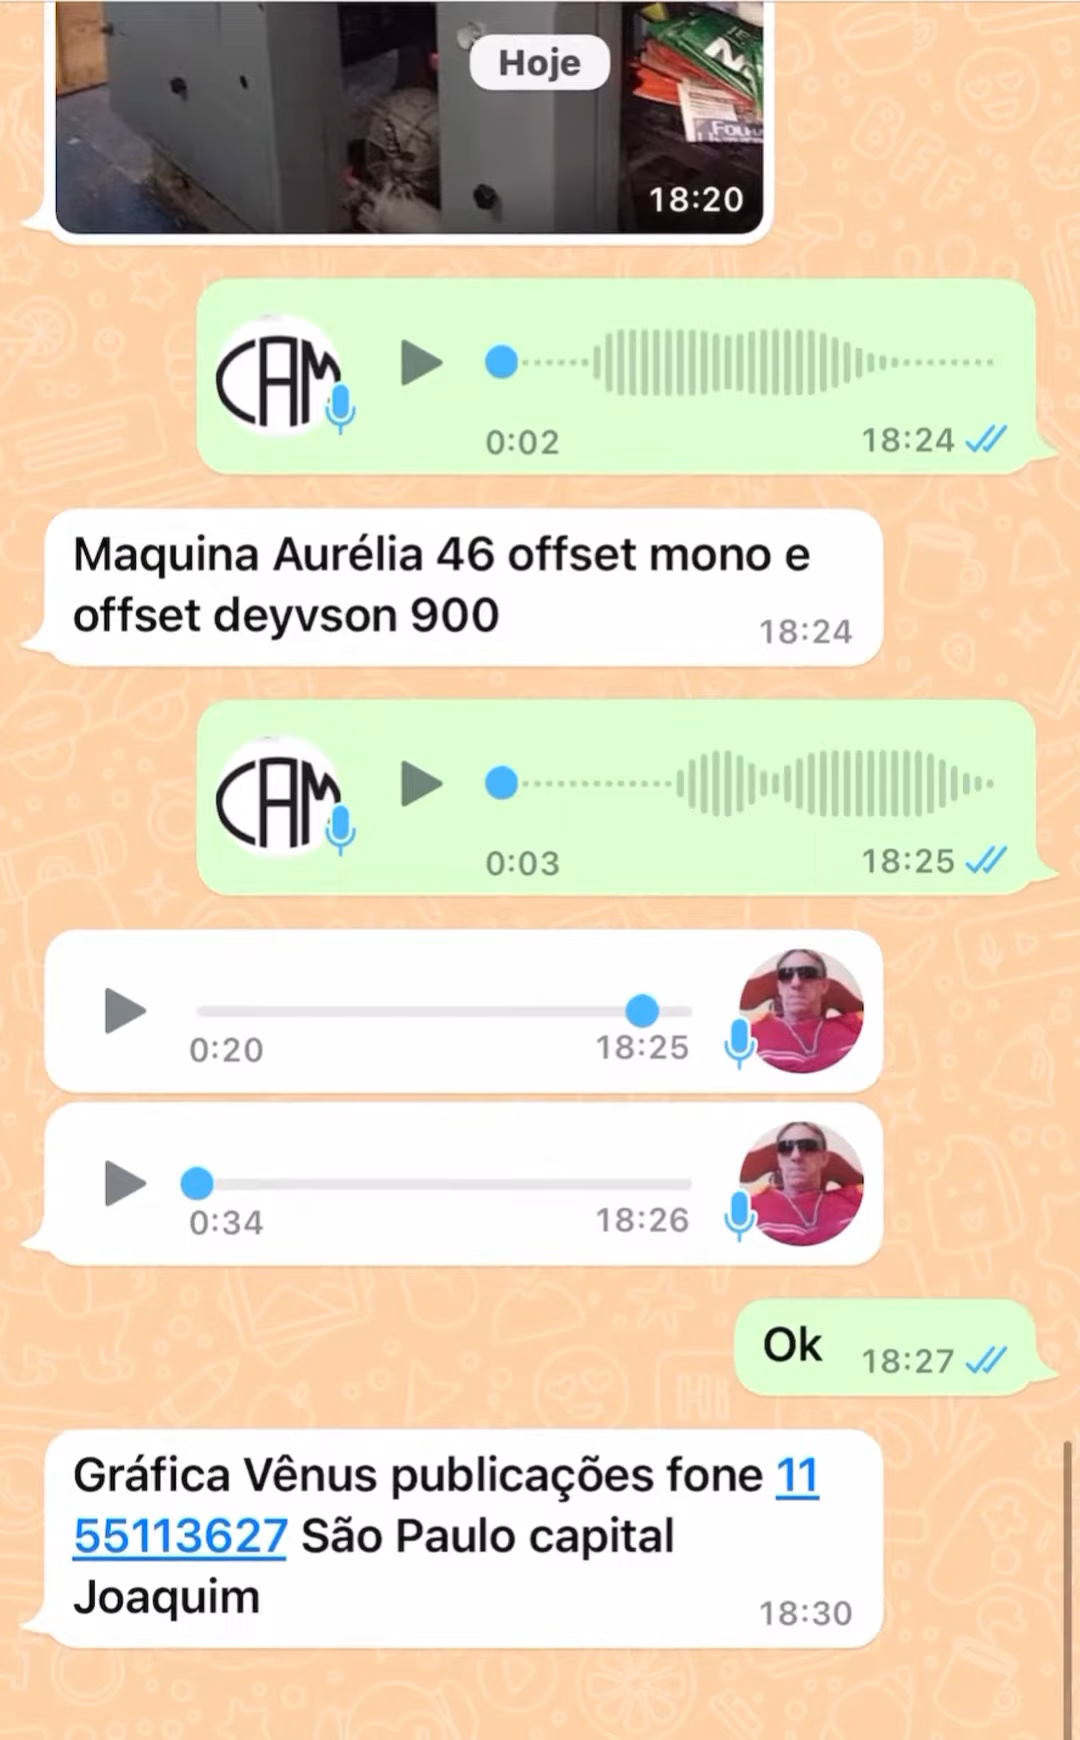 Hoje
18:20
CAM
0:02
18:24
Maquina Aurélia 46 offset mono e
offset deyvson 900
18:24
CAM
0:03
18:25
0:20
18:25
0:34
18:26
Ok
18:27
Gráfica Vênus publicações fone 11
55113627 São Paulo capital
Joaquim
18:30